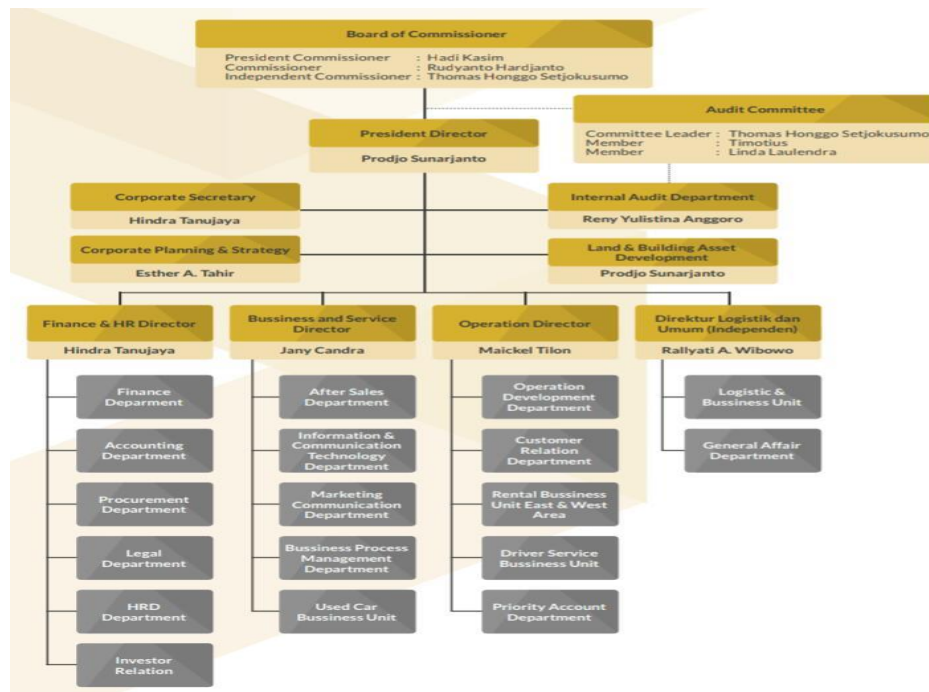 Board of Commissioner
President Commissioner : Hadi Kasim
Commissioner : Rudyanto Hardjanto
Independent Commissioner : Thomas Honggo Setjokusumo
Audit Committee
Committee Leader : Thomas Honggo Setjokusumo
Member : Timotius
Member : Linda Laulendra
President Director
Prodjo Sunarjanto
Corporate Secretary
Hindra Tanujaya
Internal Audit Department
Reny Yulistina Anggoro
Corporate Planning & Strategy
Esther A. Tahir
Land & Building Asset
Development
Prodjo Sunarjanto
Finance & HR Director
Hindra Tanujaya
Finance
Deparment
Accounting
Department
Procurement
Department
Legal
Department
HRD
Department
Investor
Relation
Bussiness and Service
Director
Jany Candra
After Sales
Department
Information &
Communication
Technology
Department
Marketing
Communication
Department
Bussiness Process
Management
Department
Used Car
Bussiness Unit
Operation Director
Maickel Tilon
Operation
Development
Department
Customer
Relation
Department
Rental Bussiness
Unit East & West
Area
Driver Service
Bussiness Unit
Priority Account
Department
Direktur Logistik dan
Umum (Independen)
Rallyati A. Wibowo
Logistic &
Bussiness Unit
General Affair
Department